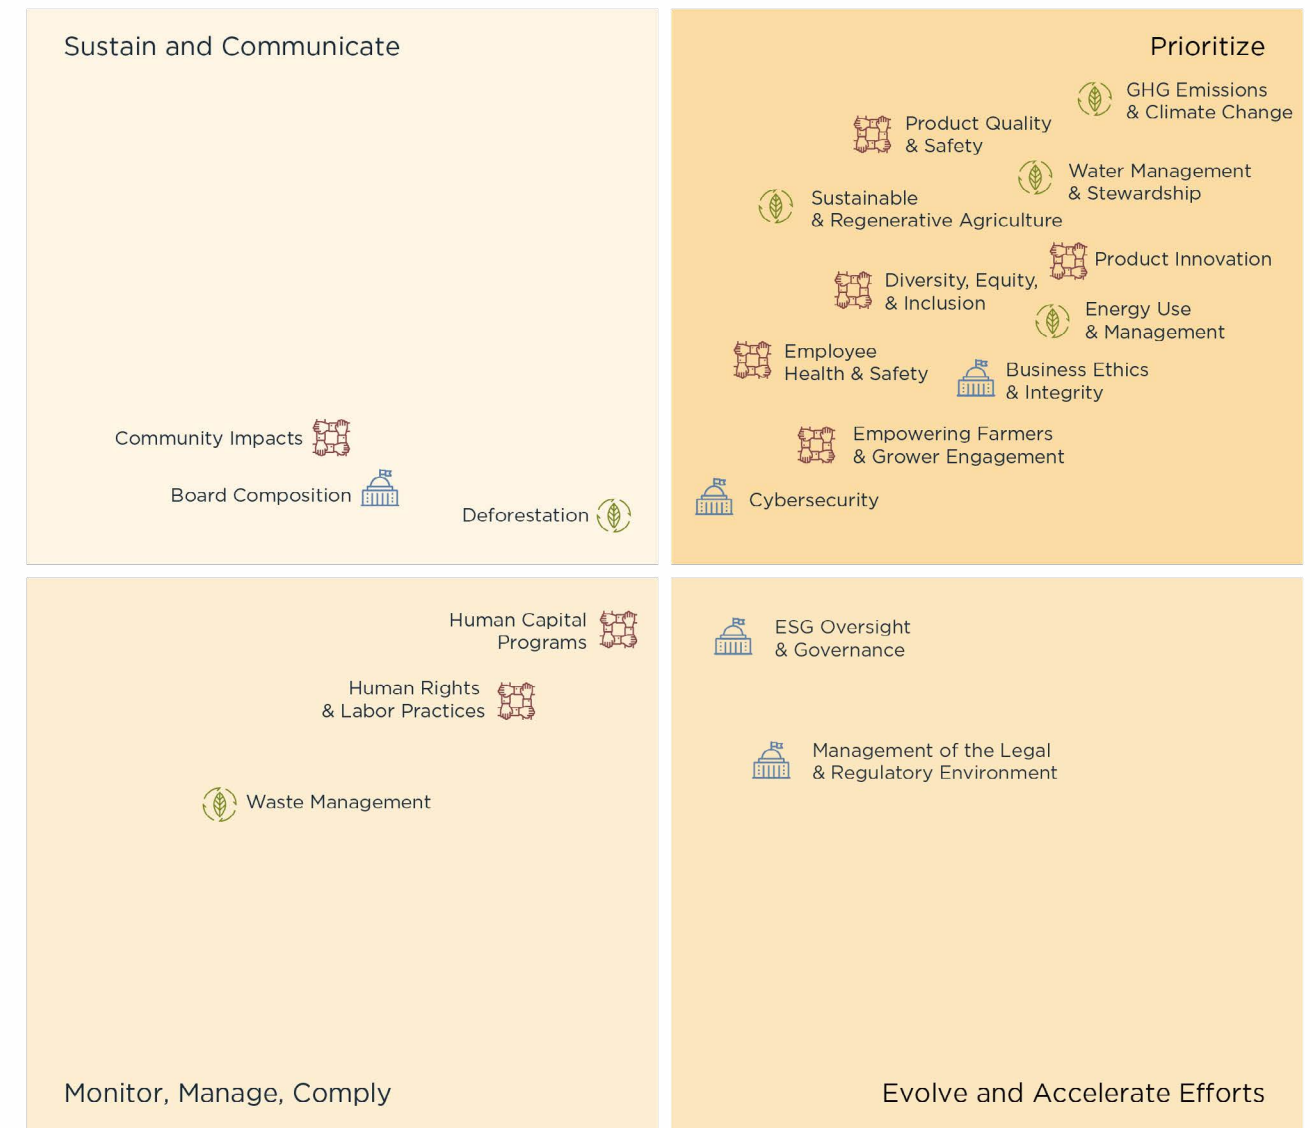 Sustain and Communicate
Community Impacts
Board Composition
Deforestation
Prioritize
GHG Emissions
& Climate Change
Product Quality
& Safety
Water Management
& Stewardship
Sustainable
& Regenerative Agriculture
Product Innovation
Diversity, Equity,
& Inclusion
Energy Use
& Management
Employee
Health & Safety
Business Ethics
& Integrity
Empowering Farmers
& Grower Engagement
Cybersecurity
Human Capital
Programs
Human Rights
& Labor Practices
Waste Management
Monitor, Manage, Comply
ESG Oversight
& Governance
Management of the Legal
& Regulatory Environment
Evolve and Accelerate Efforts